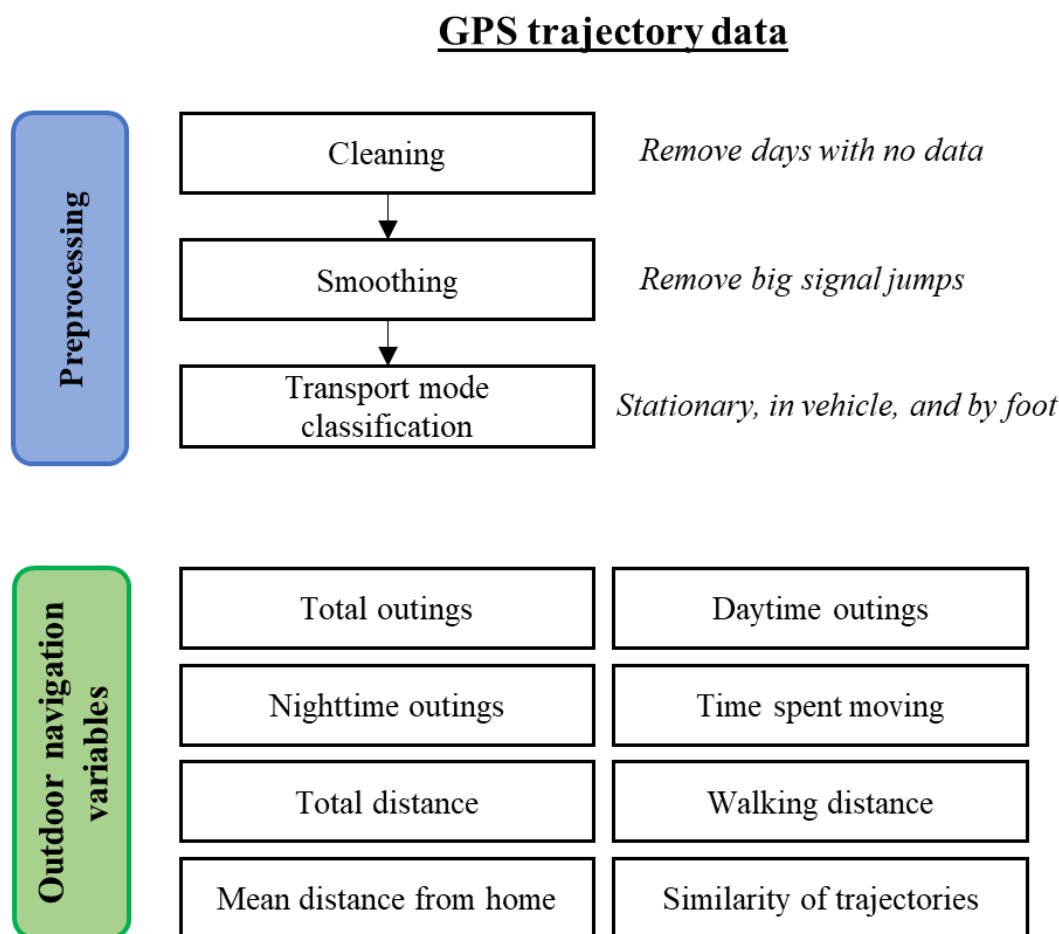 GPS trajectory data
Preprocessing
Cleaning
Remove days with no data
Smoothing
Remove big signal jumps
Transport mode
classification
Stationary, in vehicle, and by foot
Outdoor navigation
variables
Total outings
Daytime outings
Nighttime outings
Time spent moving
Total distance
Walking distance
Mean distance from home
Similarity of trajectories